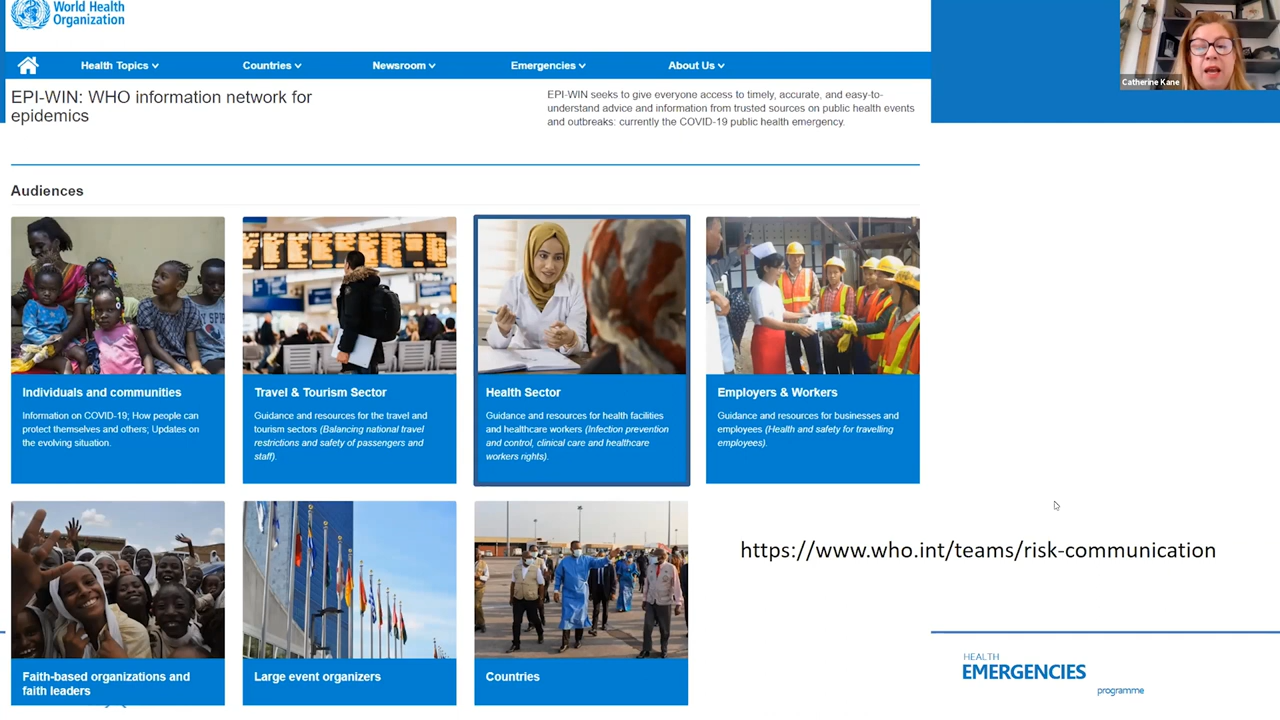 World Health
Organization
Catherine Kane
Health Topics
Countries
Newsroom
Emergencies
About Us
EPI-WIN: WHO information network for
epidemics
EPI-WIN seeks to give everyone access to timely, accurate, and easy-to-
understand advice and information from trusted sources on public health events
and outbreaks: currently the COVID-19 public health emergency.
Audiences
Individuals and communities
Information on COVID-19; How people can
protect themselves and others; Updates on
the evolving situation.
Travel & Tourism Sector
Guidance and resources for the travel and
tourism sectors (Balancing national travel
restrictions and safety of passengers and
staff).
Health Sector
Guidance and resources for health facilities
and healthcare workers (Infection prevention
and control, clinical care and healthcare
workers rights).
Employers & Workers
Guidance and resources for businesses and
employees (Health and safety for travelling
employees).
Faith-based organizations and
faith leaders
Large event organizers
Countries
https://www.who.int/teams/risk-communication
HEALTH
EMERGENCIES
programme